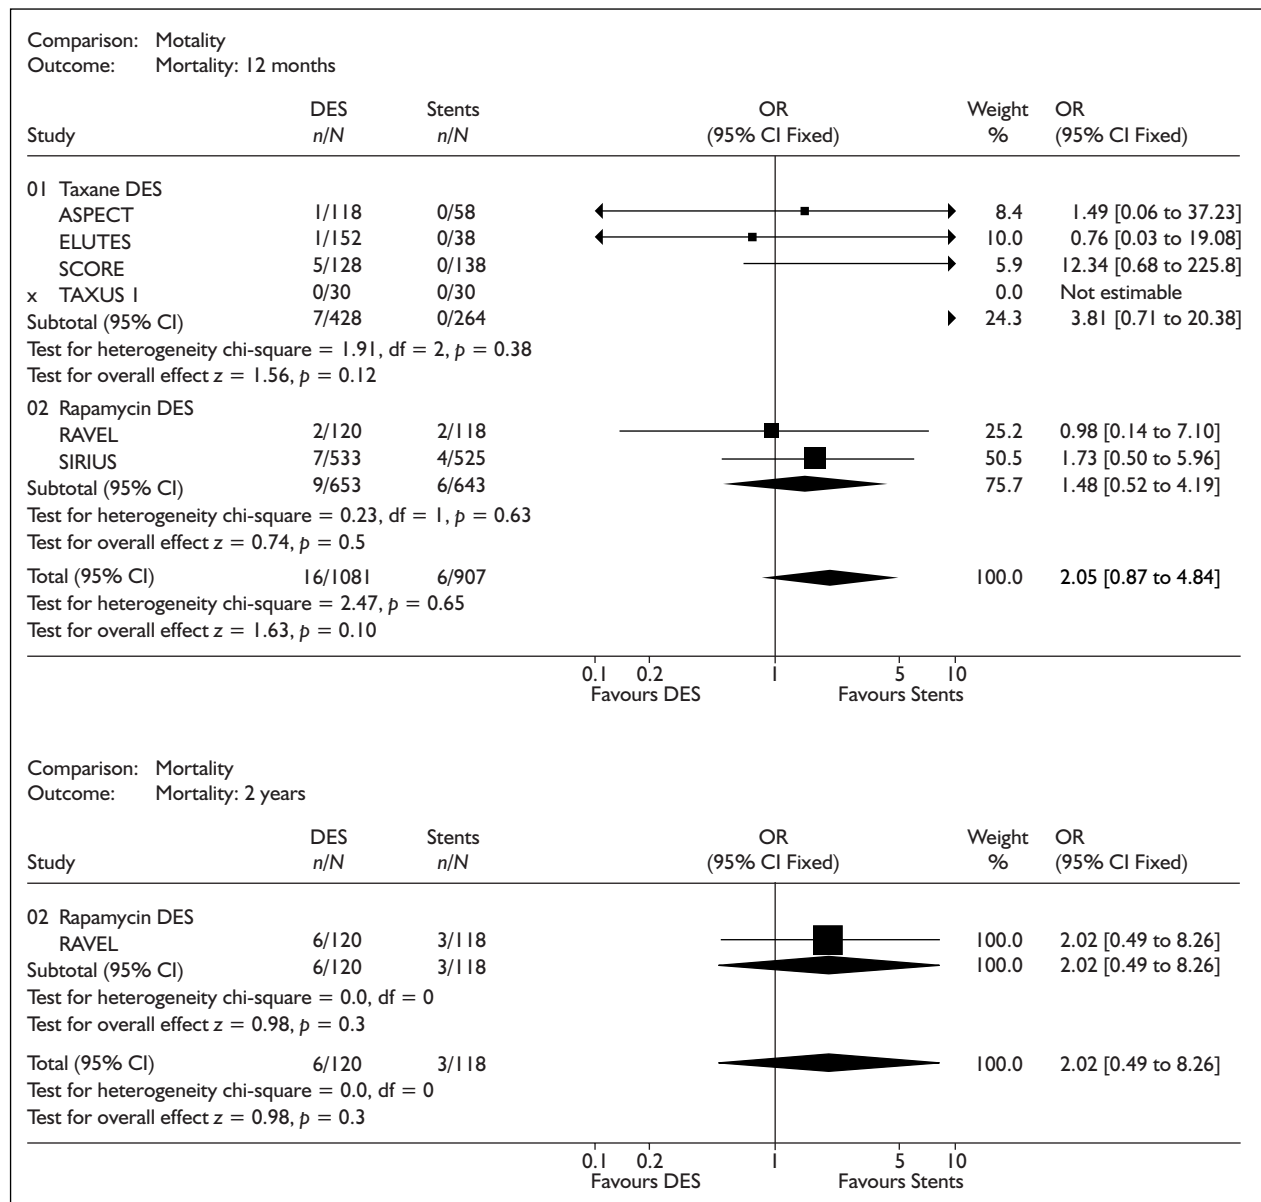 Comparison: Motality
Outcome: Mortality: 12 months
DES Stents OR Weight OR
Study n/N n/N (95% CI Fixed) % (95% CI Fixed)
01 Taxane DES
ASPECT 1/118 0/58 8.4 1.49 [0.06 to 37.23]
ELUTES 1/152 0/38 10.0 0.76 [0.03 to 19.08]
SCORE 5/128 0/138 5.9 12.34 [0.68 to 225.8]
x TAXUS 1 0/30 0/30 0.0 Not estimable
Subtotal (95% CI) 7/428 0/264 24.3 3.81 [0.71 to 20.38]
Test for heterogeneity chi-square = 1.91, df = 2, p = 0.38
Test for overall effect z = 1.56, p = 0.12
02 Rapamycin DES
RAVEL 2/120 2/118 25.2 0.98 [0.14 to 7.10]
SIRIUS 7/533 4/525 50.5 1.73 [0.50 to 5.96]
Subtotal (95% CI) 9/653 6/643 75.7 1.48 [0.52 to 4.19]
Test for heterogeneity chi-square = 0.23, df = 1, p = 0.63
Test for overall effect z = 0.74, p = 0.5
Total (95% CI) 16/1081 6/907 100.0 2.05 [0.87 to 4.84]
Test for heterogeneity chi-square = 2.47, p = 0.65
Test for overall effect z = 1.63, p = 0.10
0.1 0.2 1 5 10
Favours DES Favours Stents
Comparison: Mortality
Outcome: Mortality: 2 years
DES Stents OR Weight OR
Study n/N n/N (95% CI Fixed) % (95% CI Fixed)
02 Rapamycin DES
RAVEL 6/120 3/118 100.0 2.02 [0.49 to 8.26]
Subtotal (95% CI) 6/120 3/118 100.0 2.02 [0.49 to 8.26]
Test for heterogeneity chi-square = 0.0, df = 0
Test for overall effect z = 0.98, p = 0.3
Total (95% CI) 6/120 3/118 100.0 2.02 [0.49 to 8.26]
Test for heterogeneity chi-square = 0.0, df = 0
Test for overall effect z = 0.98, p = 0.3
0.1 0.2 1 5 10
Favours DES Favours Stents